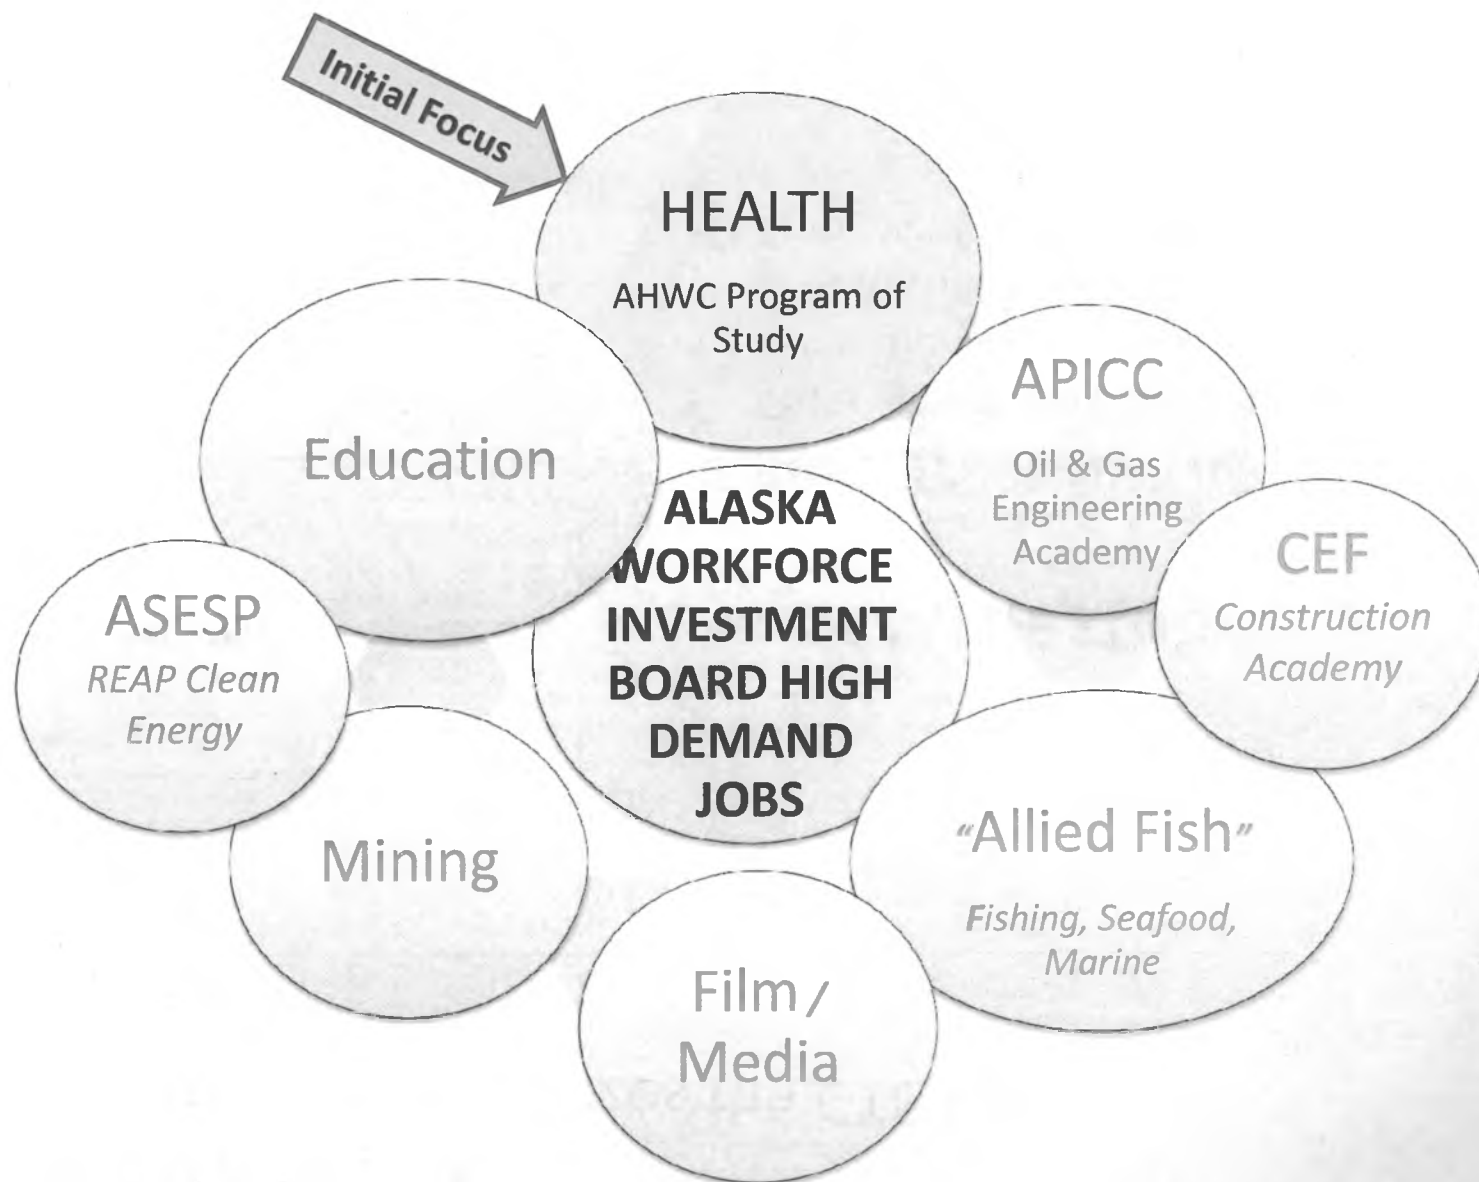 Initial Focus
HEALTH
AHWC Program of
Study
Education
APICC
Oil & Gas
Engineering
Academy
CEF
Construction
Academy
ALASKA
WORKFORCE
INVESTMENT
BOARD HIGH
DEMAND
JOBS
ASESP
REAP Clean
Energy
Mining
"Allied Fish"
Fishing, Seafood,
Marine
Film /
Media